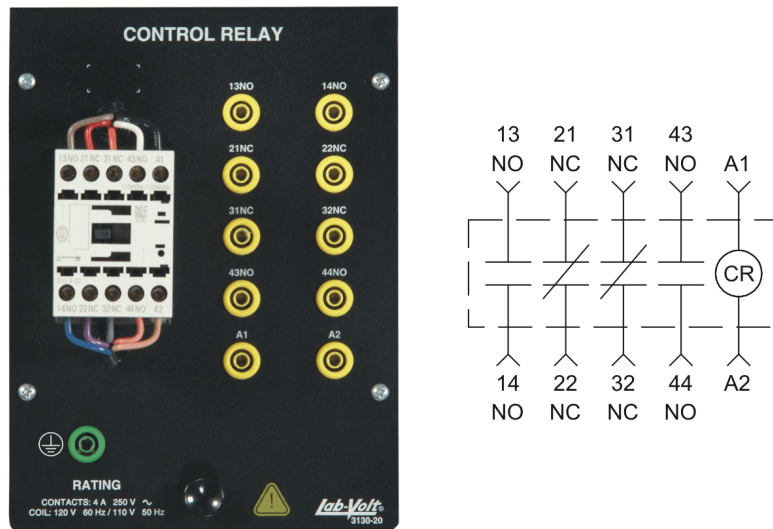 CONTROL RELAY
13NO 14NO
13NO 21NC 31NC 43NO A1
21NC 22NC
31NC 32NC
43NO 44NO
14NO 22NC 32NC 44NO A2
A1 A2
RATING
CONTACTS: 4 A 250 V ~
COIL: 120 V 60 Hz / 110 V 50 Hz
Lab-Volt®
3130-20
13 21 31 43
NO NC NC NO A1
CR
14 22 32 44 A2
NO NC NC NO